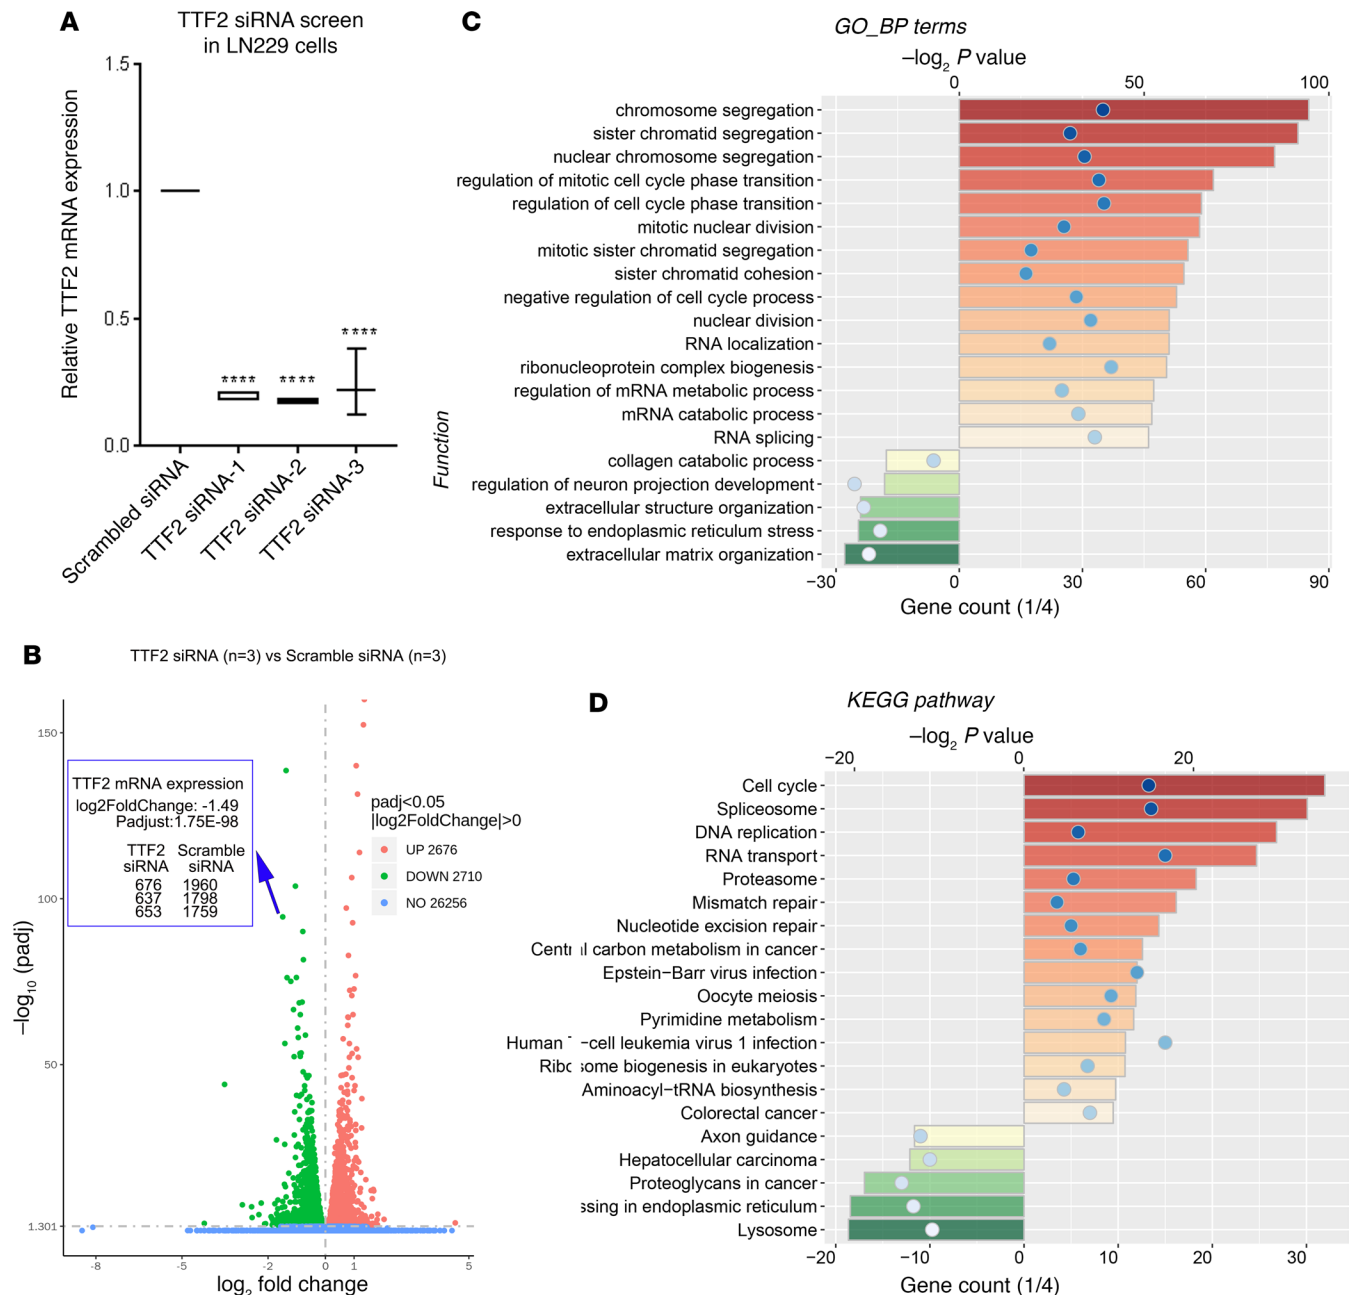 A
TTF2 siRNA screen
in LN229 cells
Relative TTF2 mRNA expression
1.5
1.0
0.5
0.0
****
****
****
Scrambled siRNA
TTF2 siRNA-1
TTF2 siRNA-2
TTF2 siRNA-3
C
GO_BP terms
–log2 P value
0
50
100
Function
chromosome segregation
sister chromatid segregation
nuclear chromosome segregation
regulation of mitotic cell cycle phase transition
regulation of cell cycle phase transition
mitotic nuclear division
mitotic sister chromatid segregation
sister chromatid cohesion
negative regulation of cell cycle process
nuclear division
RNA localization
ribonucleoprotein complex biogenesis
regulation of mRNA metabolic process
mRNA catabolic process
RNA splicing
collagen catabolic process
regulation of neuron projection development
extracellular structure organization
response to endoplasmic reticulum stress
extracellular matrix organization
−30
0
30
60
90
Gene count (1/4)
B
TTF2 siRNA (n=3) vs Scramble siRNA (n=3)
–log10 (padj)
150
100
50
1.301
TTF2 mRNA expression
log2FoldChange: -1.49
Padjust:1.75E-98
TTF2 Scramble
siRNA siRNA
676 1960
637 1798
653 1759
padj<0.05
|log2FoldChange|>0
UP 2676
DOWN 2710
NO 26256
-8
-5
-2
0
1
5
log2 fold change
D
KEGG pathway
–log2 P value
−20
0
20
Cell cycle
Spliceosome
DNA replication
RNA transport
Proteasome
Mismatch repair
Nucleotide excision repair
Central carbon metabolism in cancer
Epstein−Barr virus infection
Oocyte meiosis
Pyrimidine metabolism
Human −cell leukemia virus 1 infection
Ribosome biogenesis in eukaryotes
Aminoacyl−tRNA biosynthesis
Colorectal cancer
Axon guidance
Hepatocellular carcinoma
Proteoglycans in cancer
ssing in endoplasmic reticulum
Lysosome
−20
−10
0
10
20
30
Gene count (1/4)